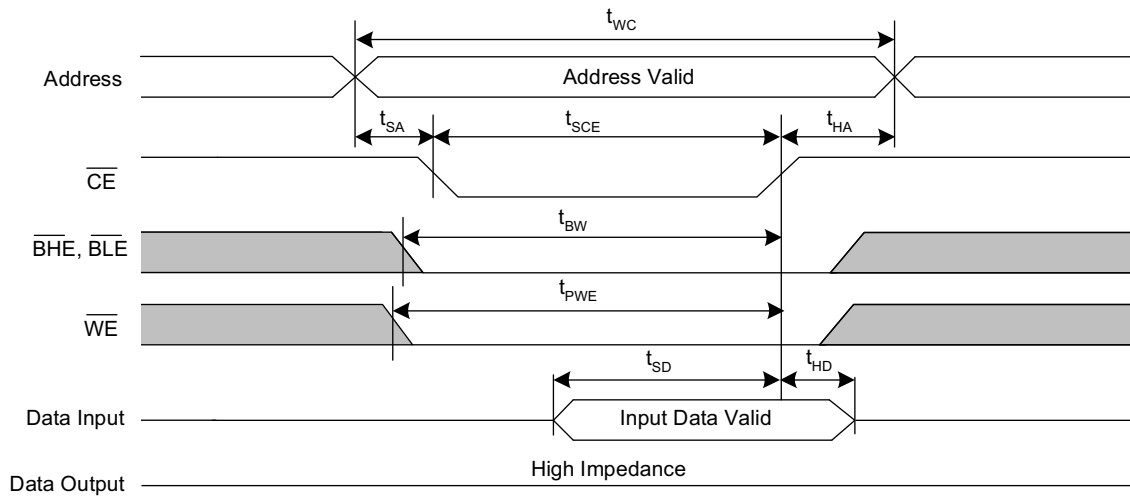 tWC
Address
Address Valid
tSA
tSCE
tHA
CE
tBW
BHE, BLE
tPWE
WE
tSD
tHD
Data Input
Input Data Valid
High Impedance
Data Output